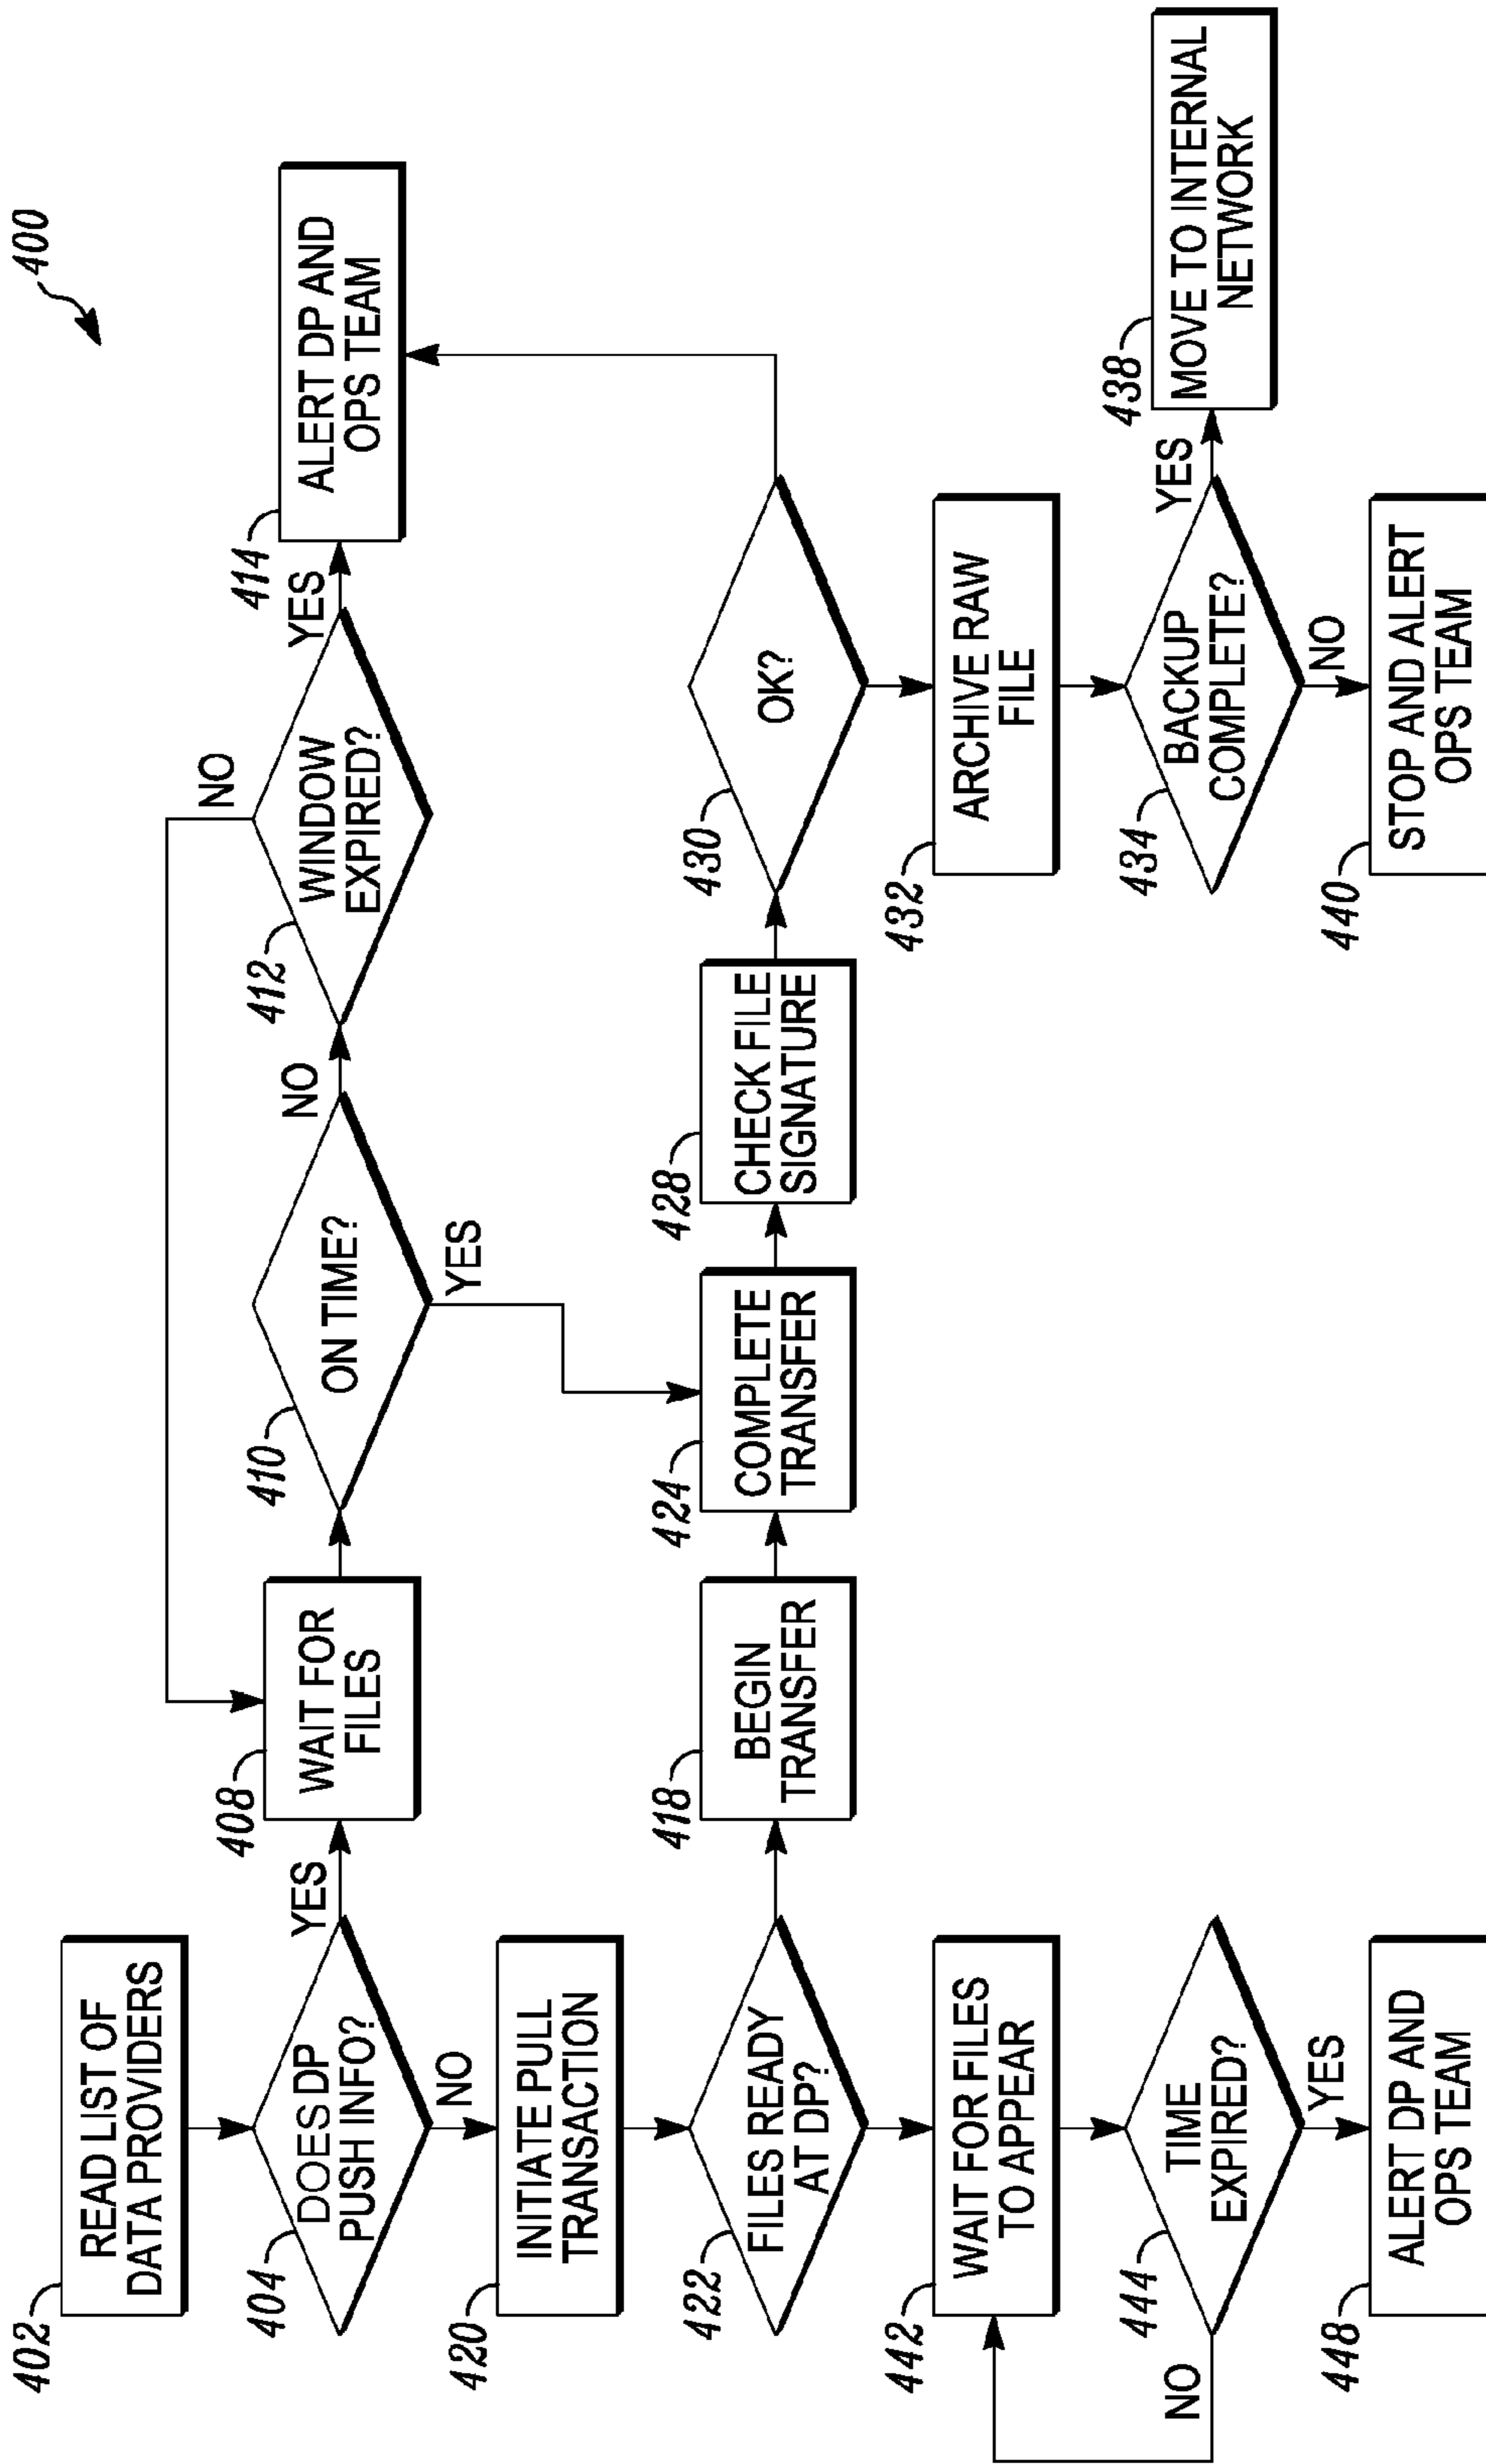 400
402
READ LIST OF
DATA PROVIDERS
404
DOES DP
PUSH INFO?
YES
NO
408
WAIT FOR
FILES
410
ON TIME?
NO
YES
412
WINDOW
EXPIRED?
NO
YES
414
ALERT DP AND
OPS TEAM
420
INITIATE PULL
TRANSACTION
422
FILES READY
AT DP?
418
BEGIN
TRANSFER
424
COMPLETE
TRANSFER
428
CHECK FILE
SIGNATURE
430
OK?
432
ARCHIVE RAW
FILE
434
BACKUP
COMPLETE?
YES
NO
438
MOVE TO INTERNAL
NETWORK
440
STOP AND ALERT
OPS TEAM
442
WAIT FOR FILES
TO APPEAR
444
TIME
EXPIRED?
NO
YES
448
ALERT DP AND
OPS TEAM